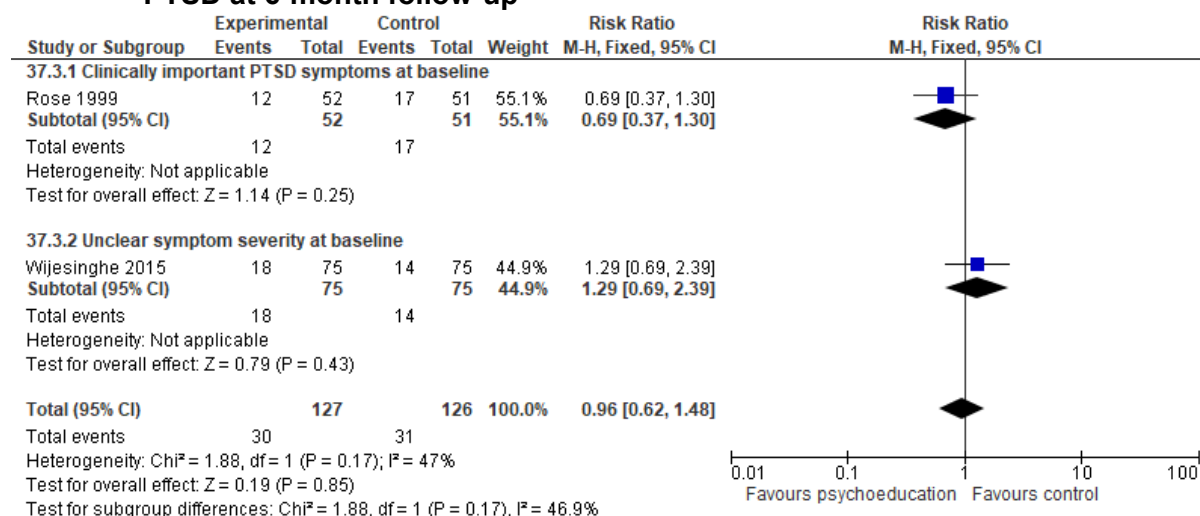 PTSD at 6 month follow-up
Experimental Control Risk Ratio Risk Ratio
Study or Subgroup Events Total Events Total Weight M-H, Fixed, 95% CI M-H, Fixed, 95% CI
37.3.1 Clinically important PTSD symptoms at baseline
Rose 1999 12 52 17 51 55.1% 0.69 [0.37, 1.30]
Subtotal (95% CI) 52 51 55.1% 0.69 [0.37, 1.30]
Total events 12 17
Heterogeneity: Not applicable
Test for overall effect: Z = 1.14 (P = 0.25)
37.3.2 Unclear symptom severity at baseline
Wijesinghe 2015 18 75 14 75 44.9% 1.29 [0.69, 2.39]
Subtotal (95% CI) 75 75 44.9% 1.29 [0.69, 2.39]
Total events 18 14
Heterogeneity: Not applicable
Test for overall effect: Z = 0.79 (P = 0.43)
Total (95% CI) 127 126 100.0% 0.96 [0.62, 1.48]
Total events 30 31
Heterogeneity: Chi² = 1.88, df = 1 (P = 0.17); I² = 47%
Test for overall effect: Z = 0.19 (P = 0.85)
Test for subgroup differences: Chi² = 1.88, df = 1 (P = 0.17), I² = 46.9%
0.01 0.1 1 10 100
Favours psychoeducation Favours control